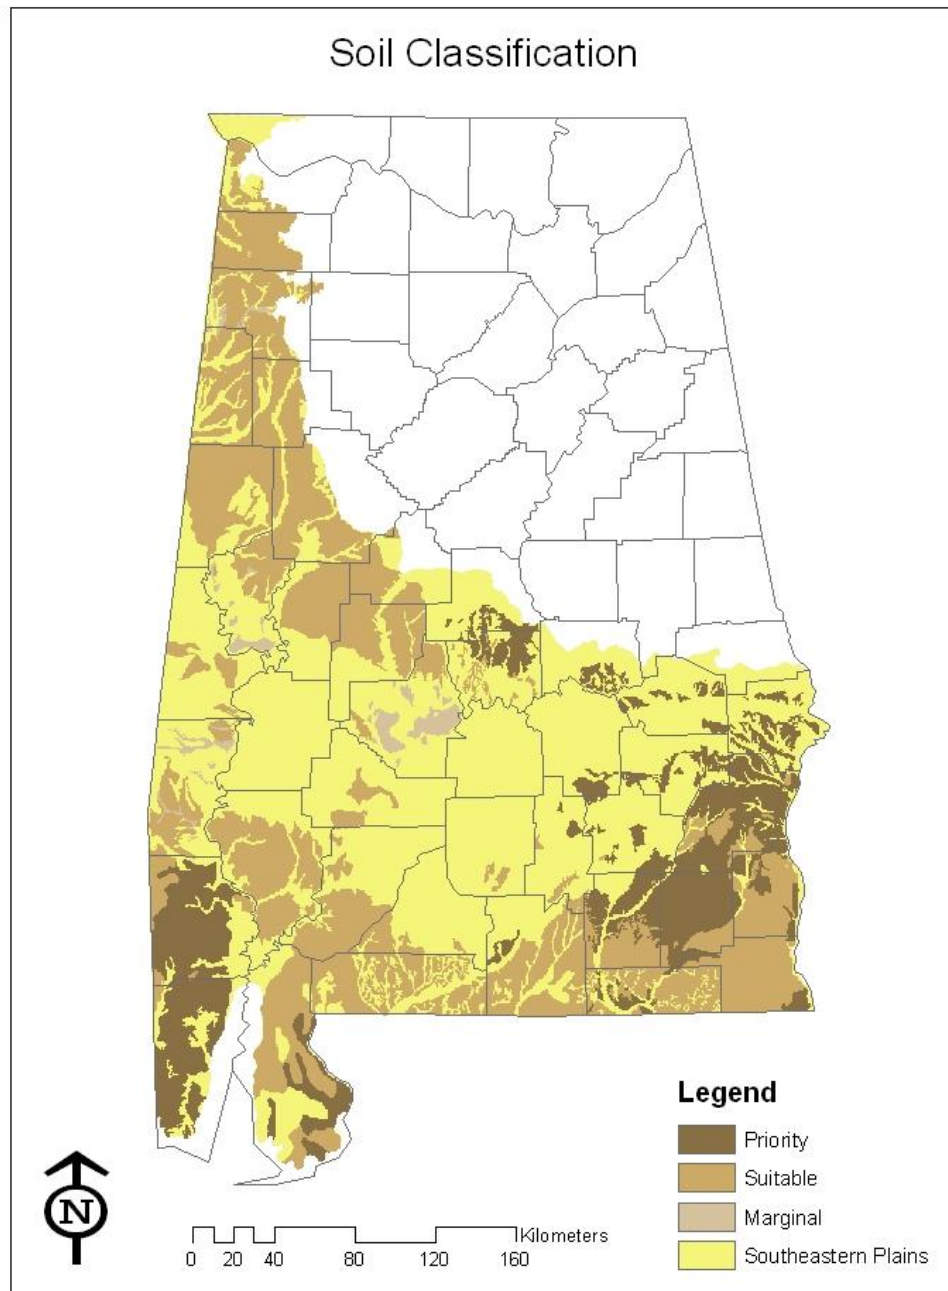 Soil Classification
Legend
Priority
Suitable
Marginal
Southeastern Plains
N
Kilometers
0 20 40 80 120 160